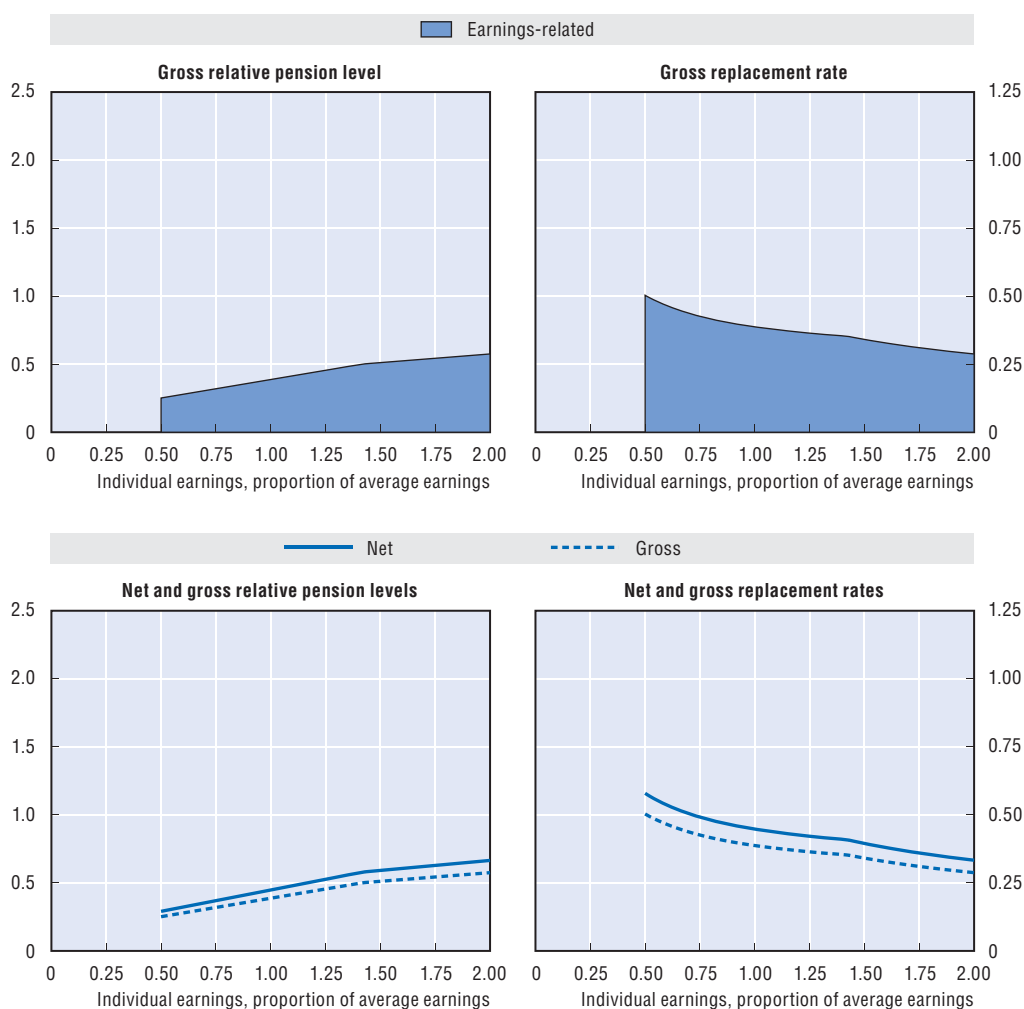 Earnings-related
Gross relative pension level
Gross replacement rate
2.5
2.0
1.5
1.0
0.5
0
1.25
1.00
0.75
0.50
0.25
0
0 0.25 0.50 0.75 1.00 1.25 1.50 1.75 2.00
0 0.25 0.50 0.75 1.00 1.25 1.50 1.75 2.00
Individual earnings, proportion of average earnings
Individual earnings, proportion of average earnings
Net Gross
Net and gross relative pension levels
Net and gross replacement rates
2.5
2.0
1.5
1.0
0.5
0
1.25
1.00
0.75
0.50
0.25
0
0 0.25 0.50 0.75 1.00 1.25 1.50 1.75 2.00
0 0.25 0.50 0.75 1.00 1.25 1.50 1.75 2.00
Individual earnings, proportion of average earnings
Individual earnings, proportion of average earnings